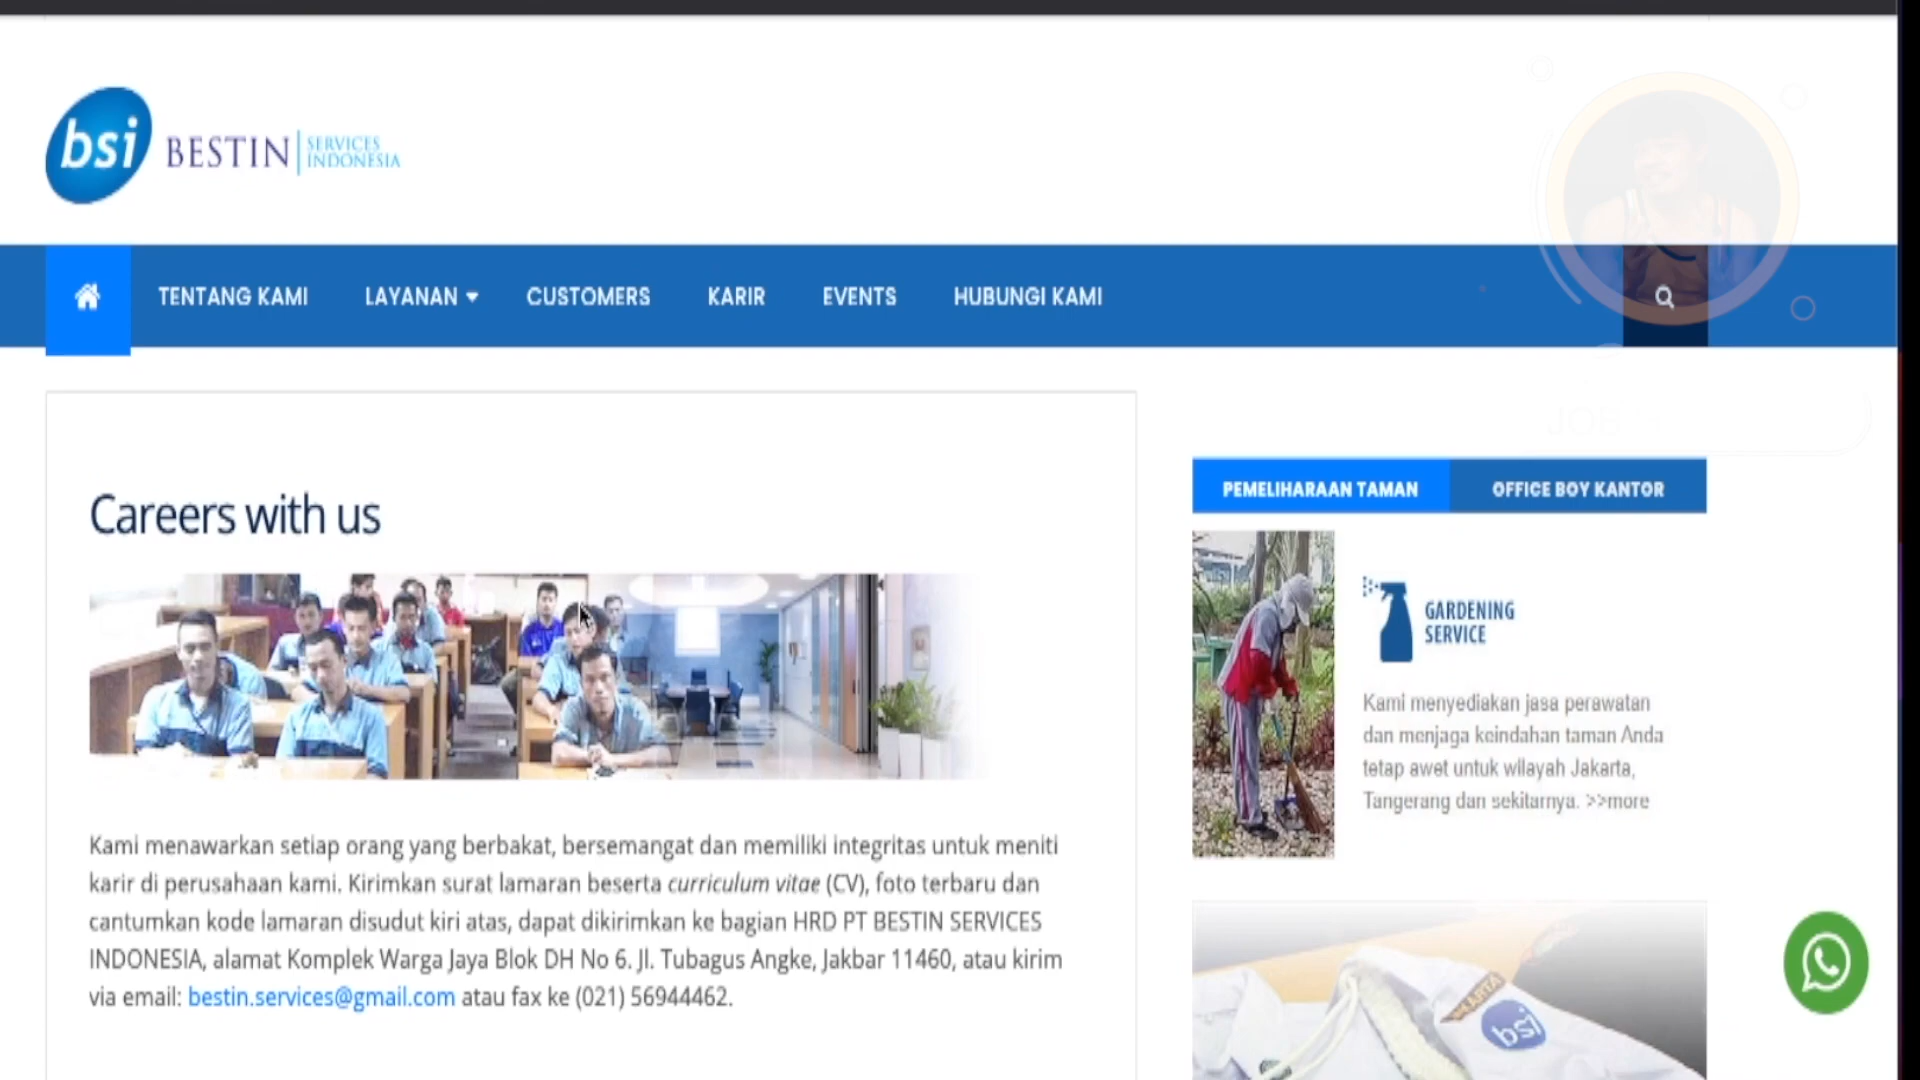 bsi BESTIN SERVICES INDONESIA
TENTANG KAMI LAYANAN CUSTOMERS KARIR EVENTS HUBUNGI KAMI
JOB
Careers with us
Kami menawarkan setiap orang yang berbakat, bersemangat dan memiliki integritas untuk meniti
karir di perusahaan kami. Kirimkan surat lamaran beserta curriculum vitae (CV), foto terbaru dan
cantumkan kode lamaran disudut kiri atas, dapat dikirimkan ke bagian HRD PT BESTIN SERVICES
INDONESIA, alamat Komplek Warga Jaya Blok DH No 6. Jl. Tubagus Angke, Jakbar 11460, atau kirim
via email: bestin.services@gmail.com atau fax ke (021) 56944462.
PEMELIHARAAN TAMAN OFFICE BOY KANTOR
GARDENING
SERVICE
Kami menyediakan jasa perawatan
dan menjaga keindahan taman Anda
tetap awet untuk wilayah Jakarta,
Tangerang dan sekitarnya. >>more
bsi